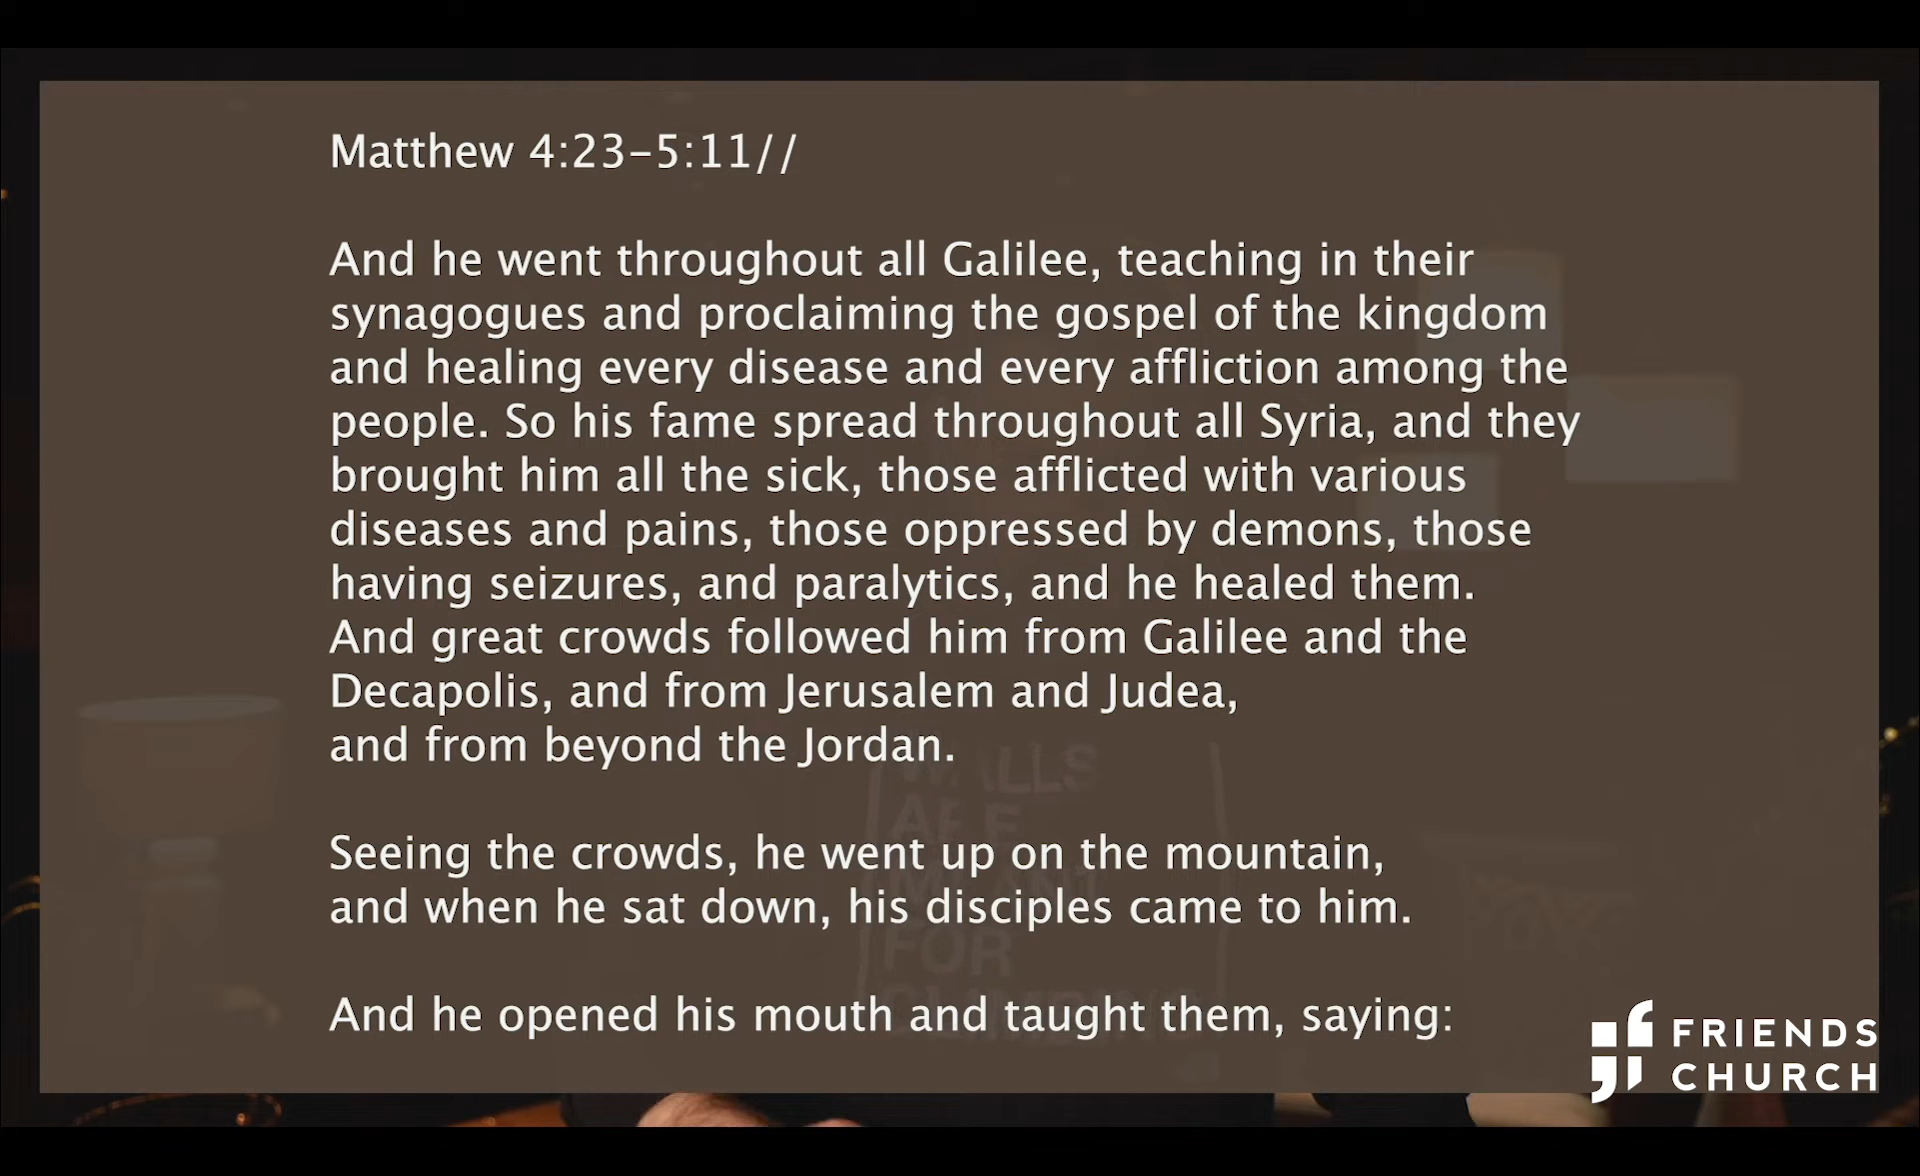 Matthew 4:23–5:11//
And he went throughout all Galilee, teaching in their
synagogues and proclaiming the gospel of the kingdom
and healing every disease and every affliction among the
people. So his fame spread throughout all Syria, and they
brought him all the sick, those afflicted with various
diseases and pains, those oppressed by demons, those
having seizures, and paralytics, and he healed them.
And great crowds followed him from Galilee and the
Decapolis, and from Jerusalem and Judea,
and from beyond the Jordan.
Seeing the crowds, he went up on the mountain,
and when he sat down, his disciples came to him.
And he opened his mouth and taught them, saying:
FRIENDS
CHURCH
WALLS
ARE
MEANT
FOR
CLIMBING